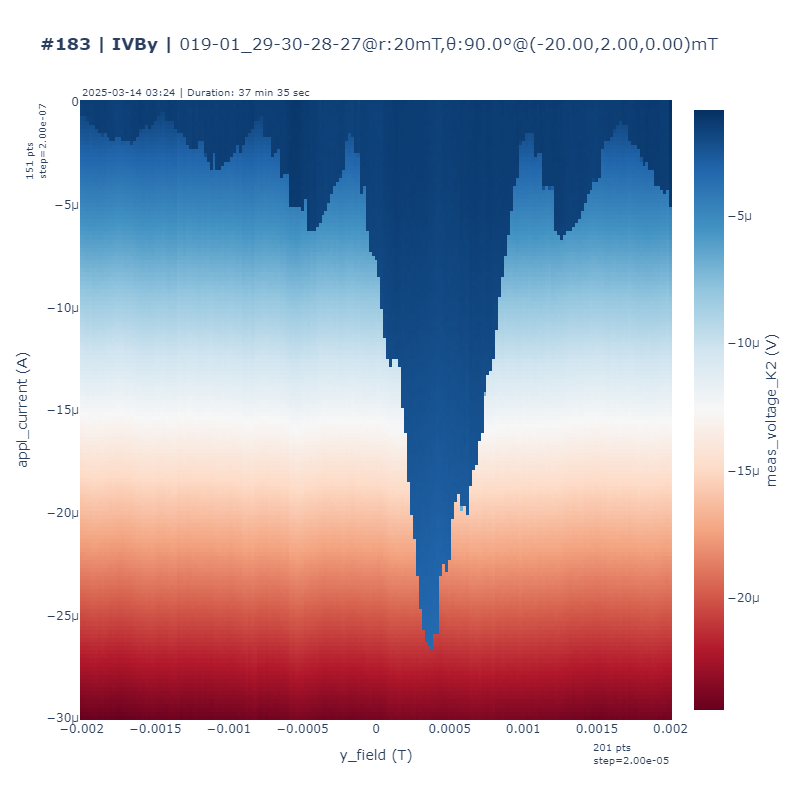 #183 | IVBy | 019-01_29-30-28-27@r:20mT,θ:90.0°@(-20.00,2.00,0.00)mT
2025-03-14 03:24 | Duration: 37 min 35 sec
151 pts
step=2.00e-07
appl_current (A)
0
−5μ
−10μ
−15μ
−20μ
−25μ
−30μ
−0.002
−0.0015
−0.001
−0.0005
0
0.0005
0.001
0.0015
0.002
y_field (T)
201 pts
step=2.00e-05
−5μ
−10μ
−15μ
−20μ
meas_voltage_K2 (V)